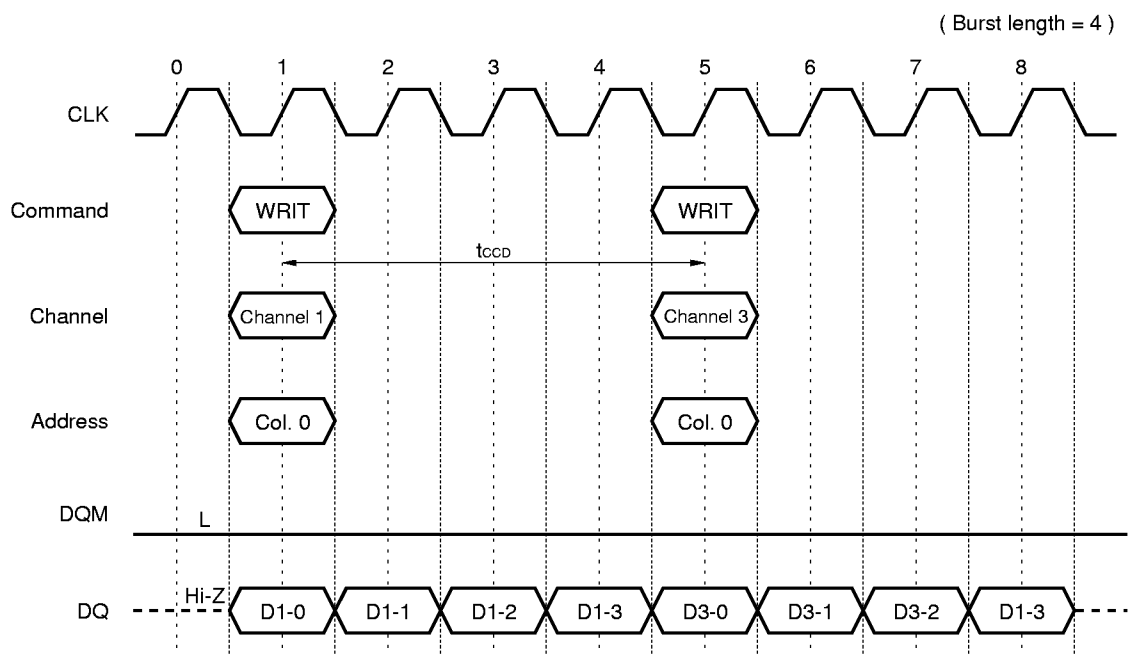 ( Burst length = 4 )
0 1 2 3 4 5 6 7 8
CLK
Command WRIT WRIT
tCCD
Channel Channel 1 Channel 3
Address Col. 0 Col. 0
DQM L
DQ Hi-Z D1-0 D1-1 D1-2 D1-3 D3-0 D3-1 D3-2 D1-3